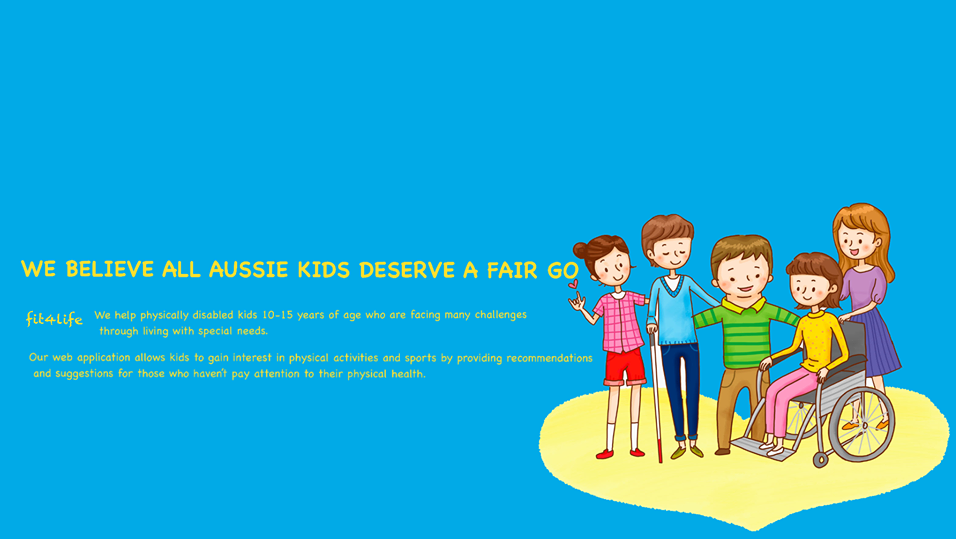 WE BELIEVE ALL AUSSIE KIDS DESERVE A FAIR GO
fit4life We help physically disabled kids 10-15 years of age who are facing many challenges
through living with special needs.
Our web application allows kids to gain interest in physical activities and sports by providing recommendations
and suggestions for those who haven't pay attention to their physical health.